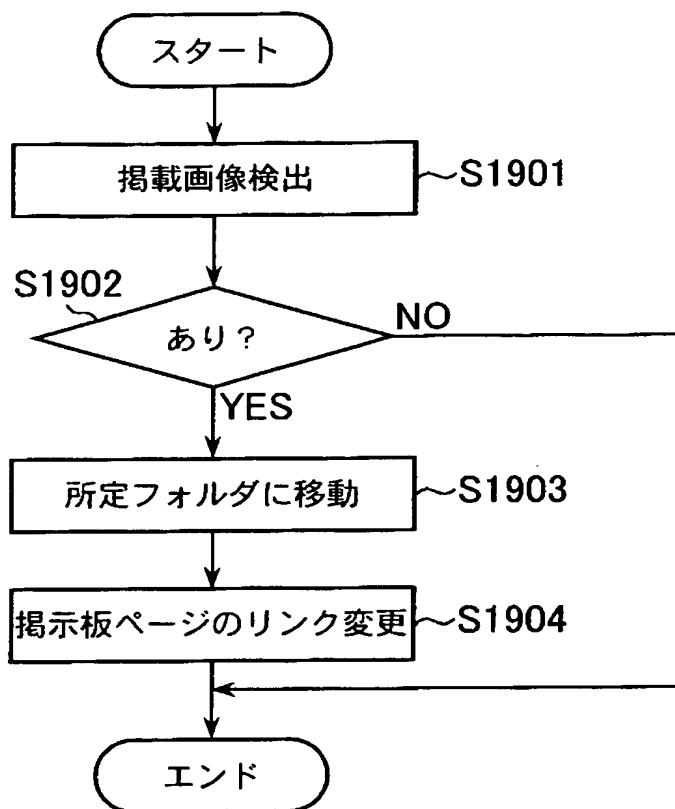 スタート
掲載画像検出
S1901
S1902
あり?
NO
YES
所定フォルダに移動
S1903
掲示板ページのリンク変更
S1904
エンド